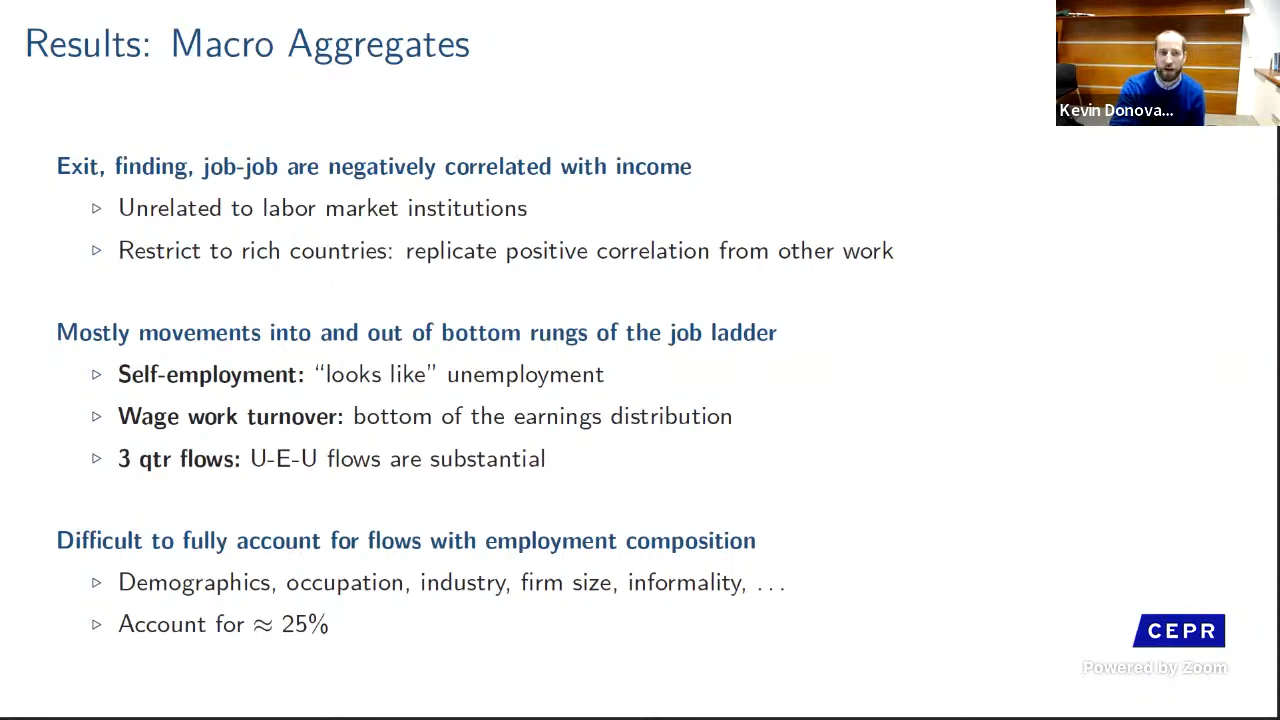 Results: Macro Aggregates
Kevin Donova...
Exit, finding, job-job are negatively correlated with income
▷ Unrelated to labor market institutions
▷ Restrict to rich countries: replicate positive correlation from other work
Mostly movements into and out of bottom rungs of the job ladder
▷ Self-employment: “looks like” unemployment
▷ Wage work turnover: bottom of the earnings distribution
▷ 3 qtr flows: U-E-U flows are substantial
Difficult to fully account for flows with employment composition
▷ Demographics, occupation, industry, firm size, informality, . . .
▷ Account for ≈ 25%
CEPR
Powered by Zoom